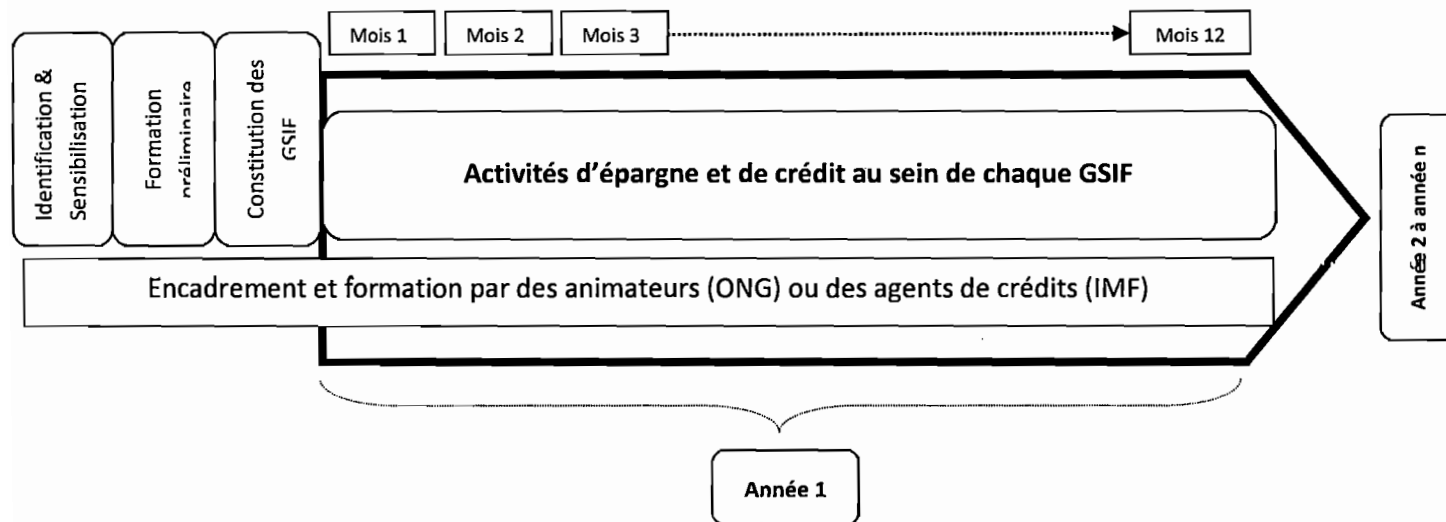 Mois 1
Mois 2
Mois 3
Mois 12
Identification &
Sensibilisation
Formation
préliminaire
Constitution des
GSIF
Activités d'épargne et de crédit au sein de chaque GSIF
Année 2 à année n
Encadrement et formation par des animateurs (ONG) ou des agents de crédits (IMF)
Année 1